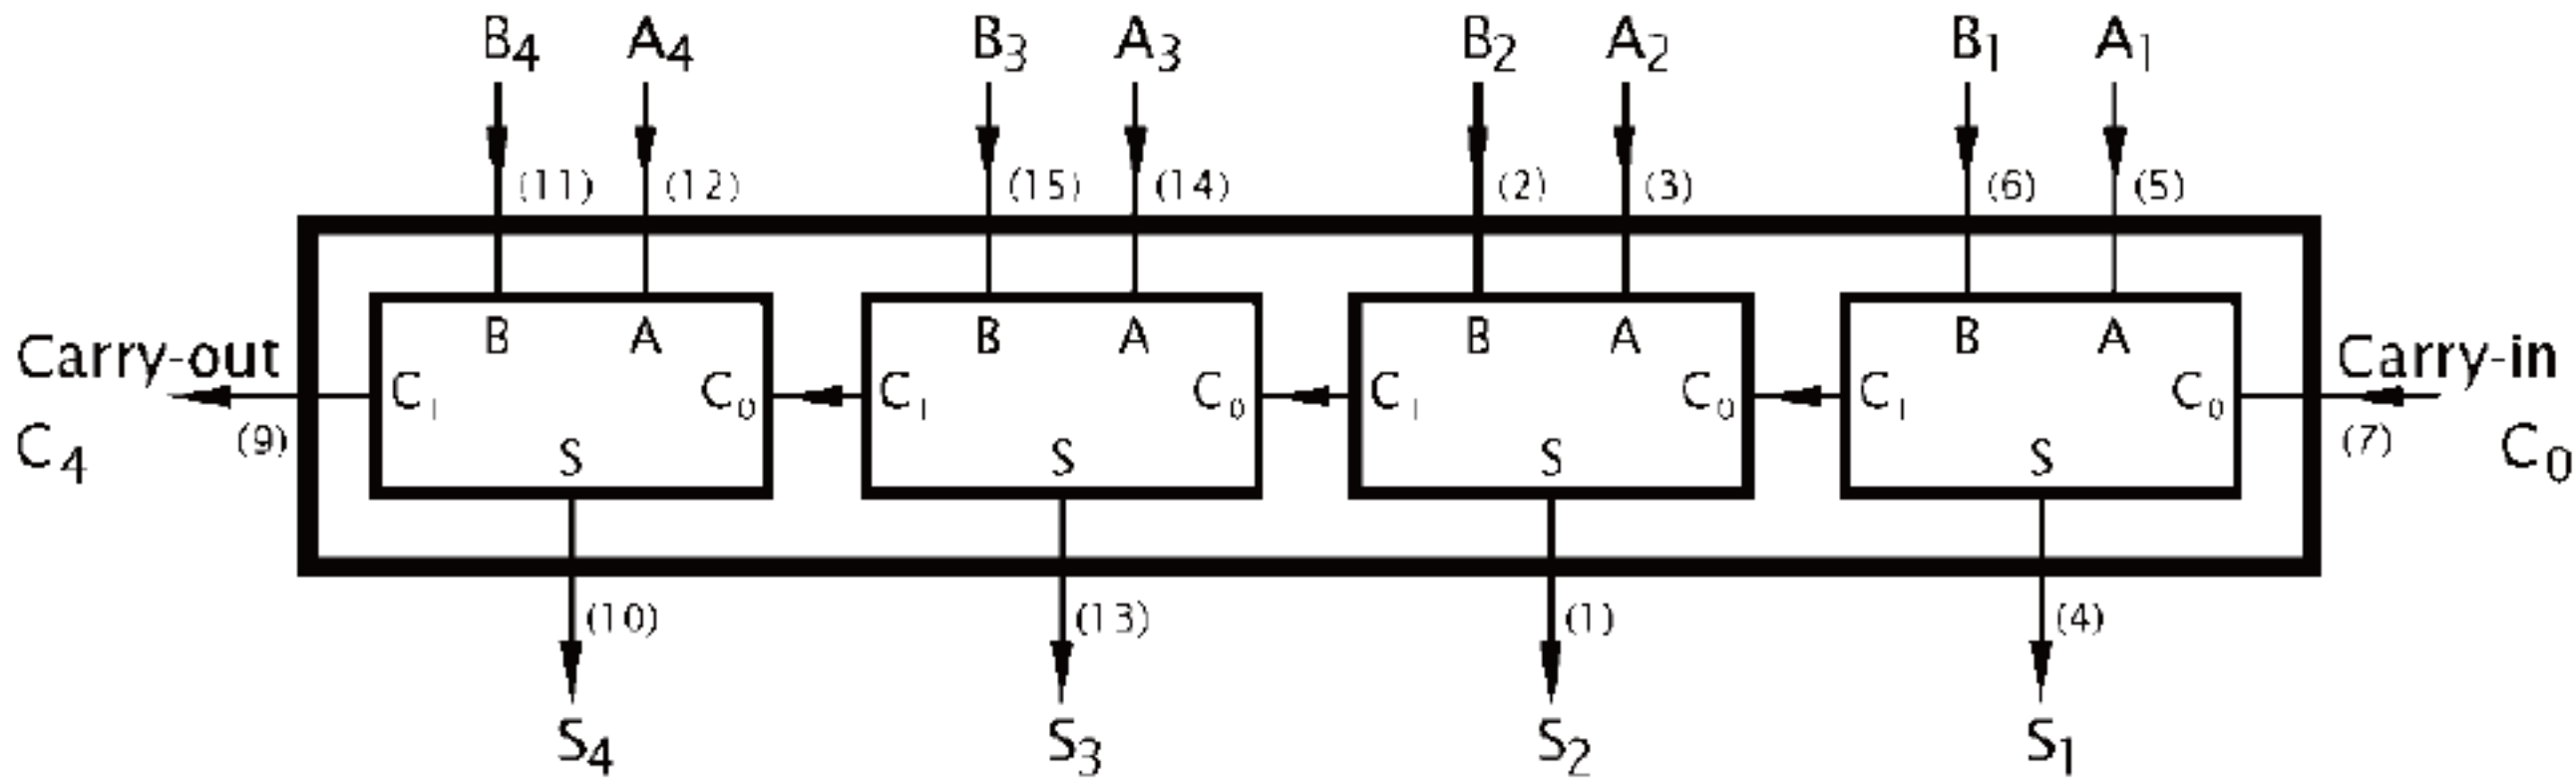 B4 A4 B3 A3 B2 A2 B1 A1
(11) (12) (15) (14) (2) (3) (6) (5)
B A B A B A B A
Carry-out C1 C0 C1 C0 C1 C0 C1 C0 Carry-in
C4 (9) S S S S (7) C0
(10) (13) (1) (4)
S4 S3 S2 S1